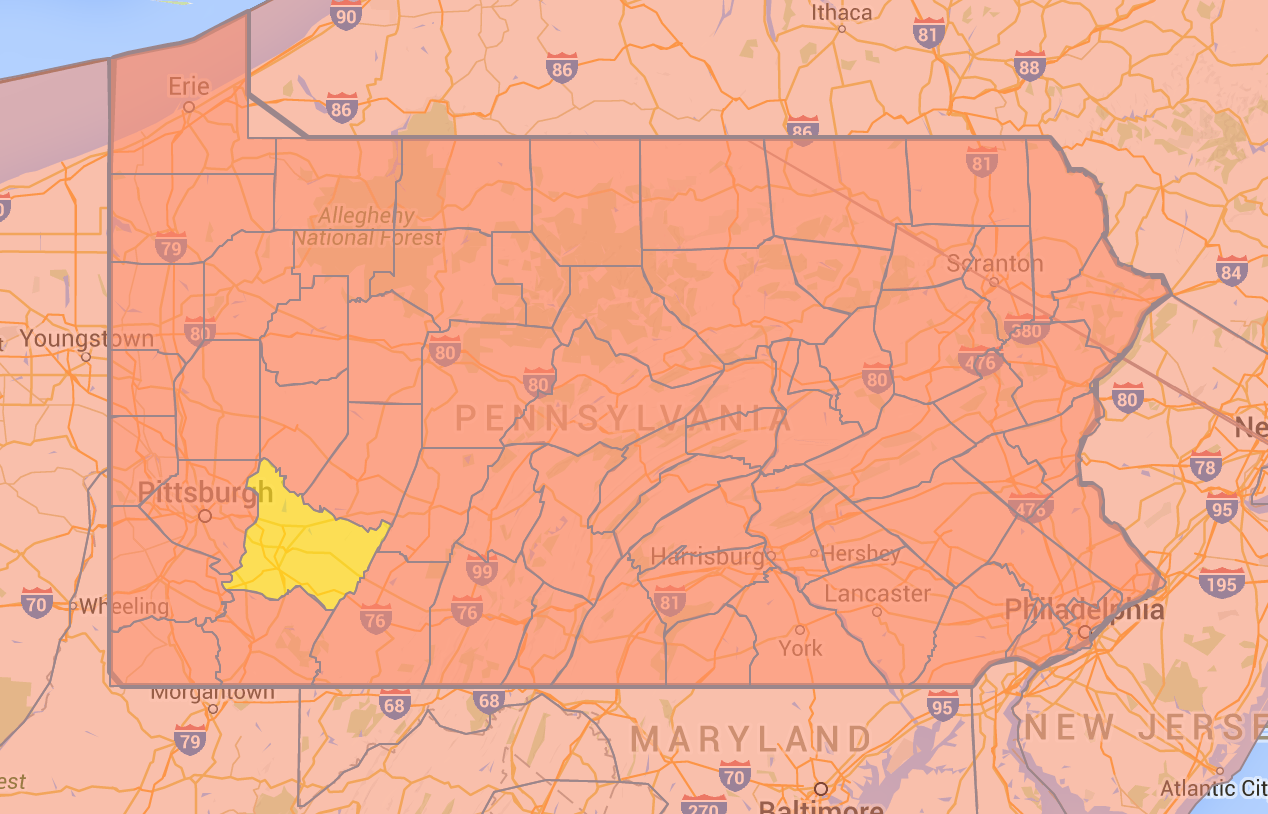 Ithaca
90
81
86
88
Erie
86
86
81
Allegheny
National Forest
79
Scranton
84
80
Youngstown
380
80
476
80
80
80
PENNSYLVANIA
Ne
78
Pittsburgh
476
95
Harrisburg
Hershey
99
195
70
Wheeling
81
Lancaster
76
76
Philadelphia
York
Morgantown
68
68
95
79
MARYLAND
NEW JERSE
est
70
Atlantic Cit
270
Baltimore